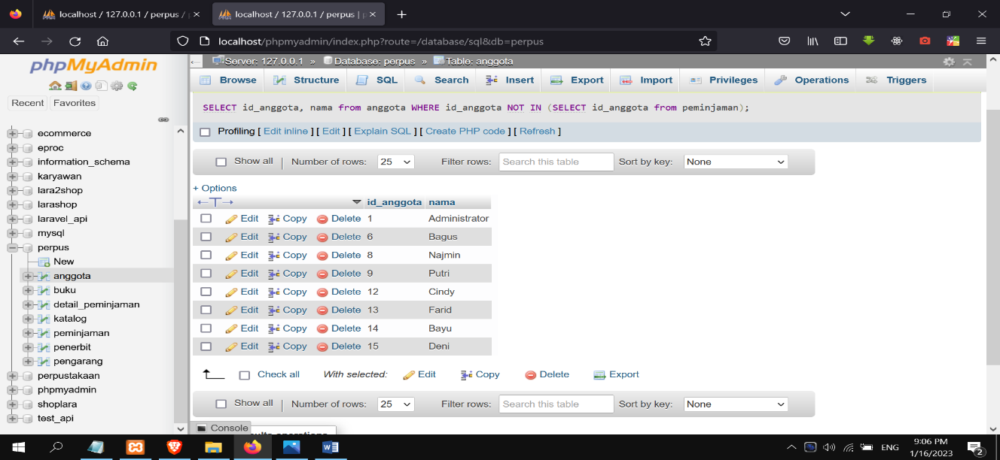 localhost / 127.0.0.1 / perpus /
localhost / 127.0.0.1 / perpus | p
localhost/phpmyadmin/index.php?route=/database/sql&db=perpus
phpMyAdmin
Recent Favorites
ecommerce
eproc
information_schema
karyawan
lara2shop
larashop
laravel_api
mysql
perpus
New
anggota
buku
detail_peminjaman
katalog
peminjaman
penerbit
pengarang
perpustakaan
phpmyadmin
shoplara
test_api
Server: 127.0.0.1 » Database: perpus » Table: anggota
Browse Structure SQL Search Insert Export Import Privileges Operations Triggers
SELECT id_anggota, nama from anggota WHERE id_anggota NOT IN (SELECT id_anggota from peminjaman);
Profiling [ Edit inline ] [ Edit ] [ Explain SQL ] [ Create PHP code ] [ Refresh ]
Show all | Number of rows: 25 Filter rows: Search this table Sort by key: None
+ Options
←T→ id_anggota nama
Edit Copy Delete 1 Administrator
Edit Copy Delete 6 Bagus
Edit Copy Delete 8 Najmin
Edit Copy Delete 9 Putri
Edit Copy Delete 12 Cindy
Edit Copy Delete 13 Farid
Edit Copy Delete 14 Bayu
Edit Copy Delete 15 Deni
Check all With selected: Edit Copy Delete Export
Show all | Number of rows: 25 Filter rows: Search this table Sort by key: None
Console
ENG
9:06 PM
1/16/2023
2